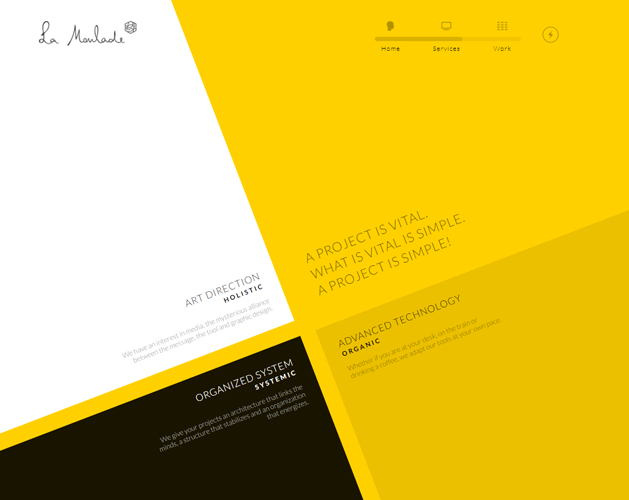 La Moulade
Home
Services
Work
A PROJECT IS VITAL.
WHAT IS VITAL IS SIMPLE.
A PROJECT IS SIMPLE!
ART DIRECTION
HOLISTIC
We have an interest in media, the mysterious alliance
between the message, the tool and graphic design.
ADVANCED TECHNOLOGY
ORGANIC
Whether if you are at your desk, on the train or
drinking a coffee, we adapt our tools at your own pace.
ORGANIZED SYSTEM
SYSTEMIC
We give your projects an architecture that links the
minds, a structure that stabilizes and an organization
that energizes.